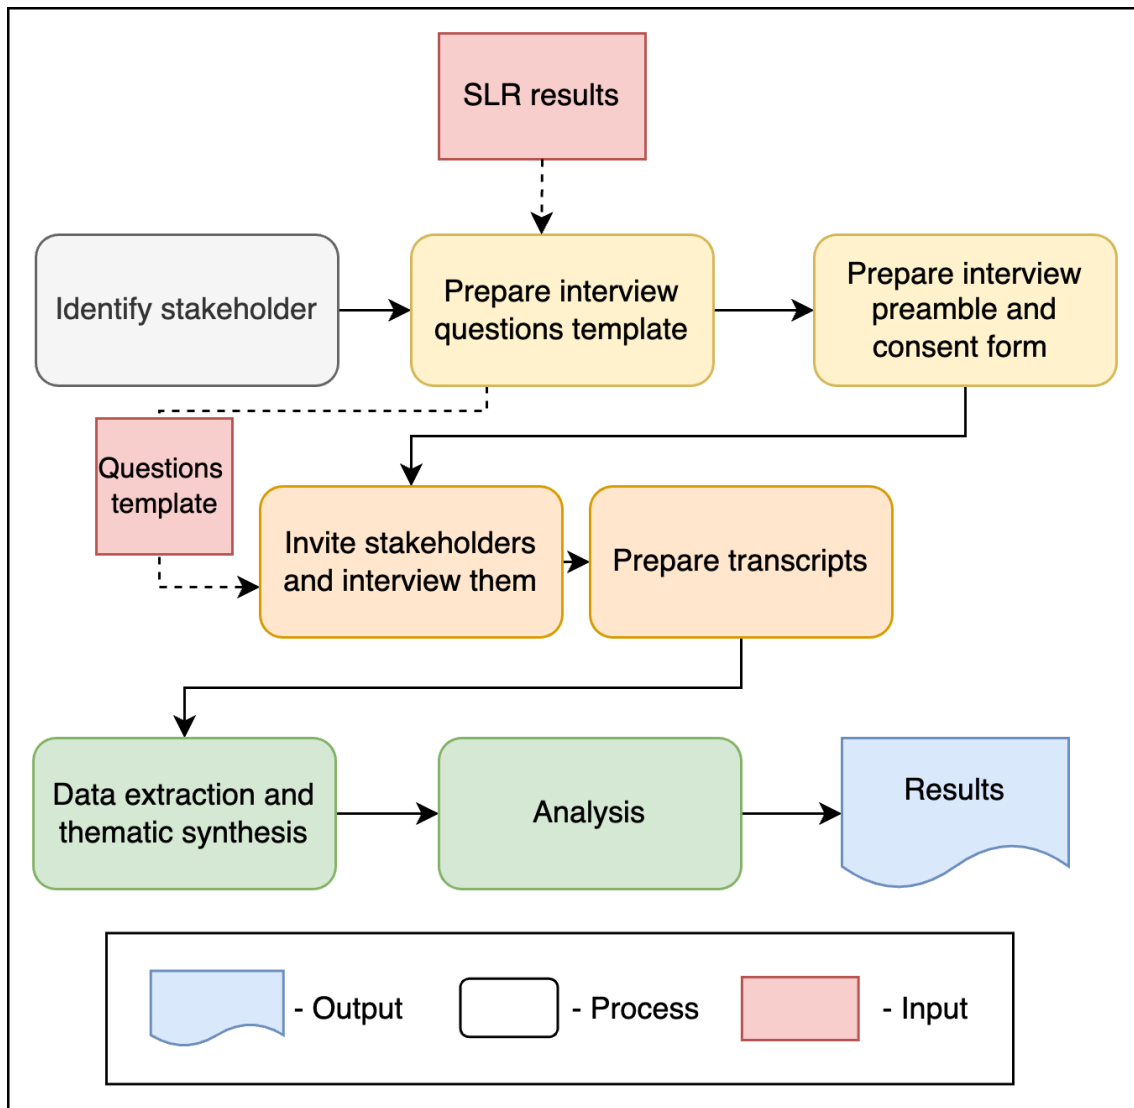 SLR results
Identify stakeholder
Prepare interview
questions template
Prepare interview
preamble and
consent form
Questions
template
Invite stakeholders
and interview them
Prepare transcripts
Data extraction and
thematic synthesis
Analysis
Results
- Output
- Process
- Input